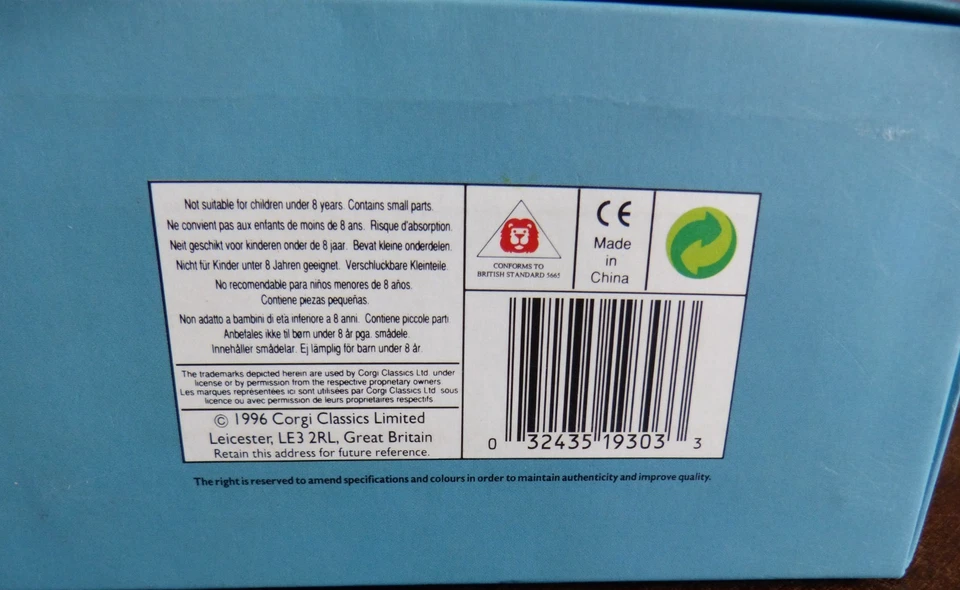 Not suitable for children under 8 years. Contains small parts.
Ne convient pas aux enfants de moins de 8 ans. Risque d'absorption.
Neit geschikt voor kinderen onder de 8 jaar. Bevat kleine onderdelen.
Nicht für Kinder unter 8 Jahren geeignet. Verschluckbare Kleinteile.
No recomendable para niños menores de 8 años.
Contiene piezas pequeñas.
Non adatto a bambini di età inferiore a 8 anni. Contiene piccole parti
Anbefales ikke til børn under 8 år pga. smådele.
Innehåller smådelar. Ej lämplig för barn under 8 år.
The trademarks depicted herein are used by Corgi Classics Ltd. under
license or by permission from the respective proprietary owners
Les marques représentées ici sont utilisées par Corgi Classics Ltd sous
licence ou avec permission de leurs propriétaires respectifs
© 1996 Corgi Classics Limited
Leicester, LE3 2RL, Great Britain
Retain this address for future reference.
CONFORMS TO
BRITISH STANDARD 5665
CE
Made
in
China
0 32435 19303 3
The right is reserved to amend specifications and colours in order to maintain authenticity and improve quality.